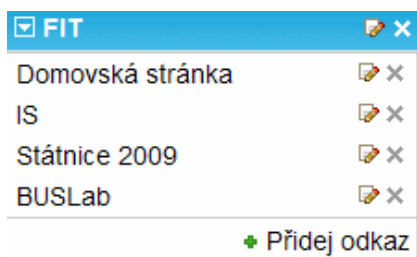 FIT
Domovská stránka
IS
Státnice 2009
BUSLab
Přidej odkaz